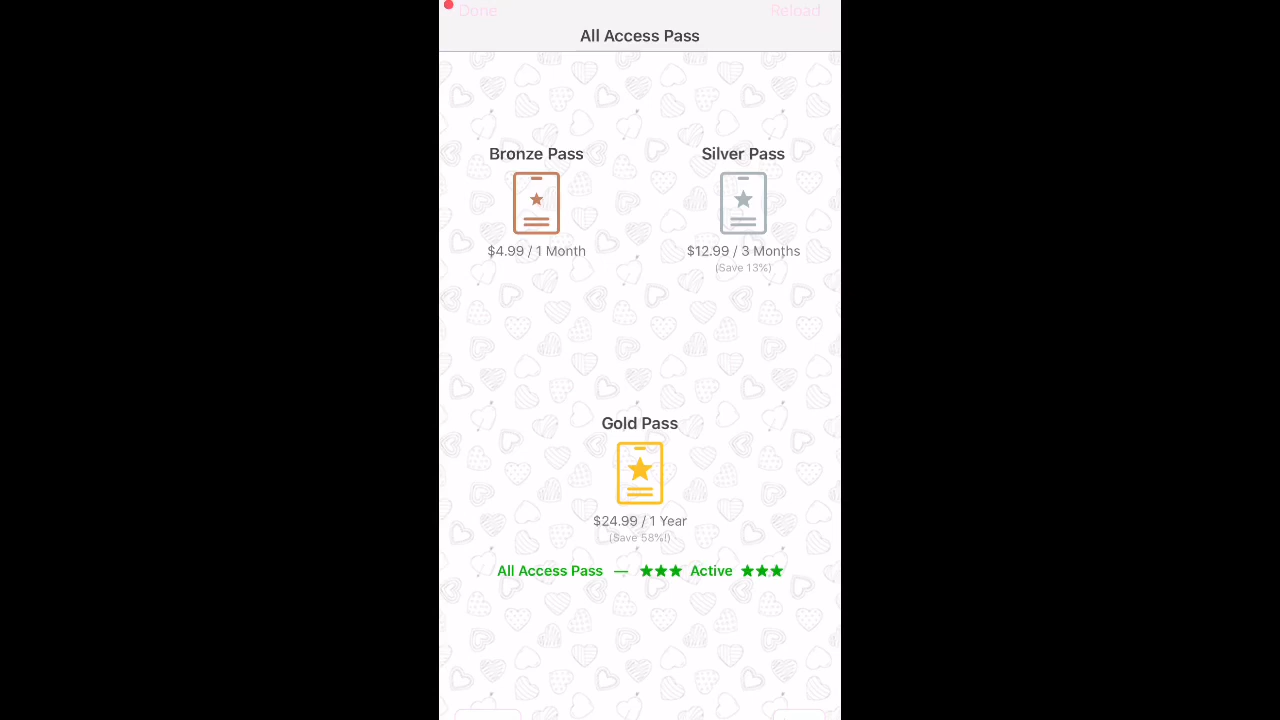 Done
Reload
All Access Pass
Bronze Pass
Silver Pass
$4.99 / 1 Month
$12.99 / 3 Months
(Save 13%)
Gold Pass
$24.99 / 1 Year
(Save 58%!)
All Access Pass — ★★★ Active ★★★